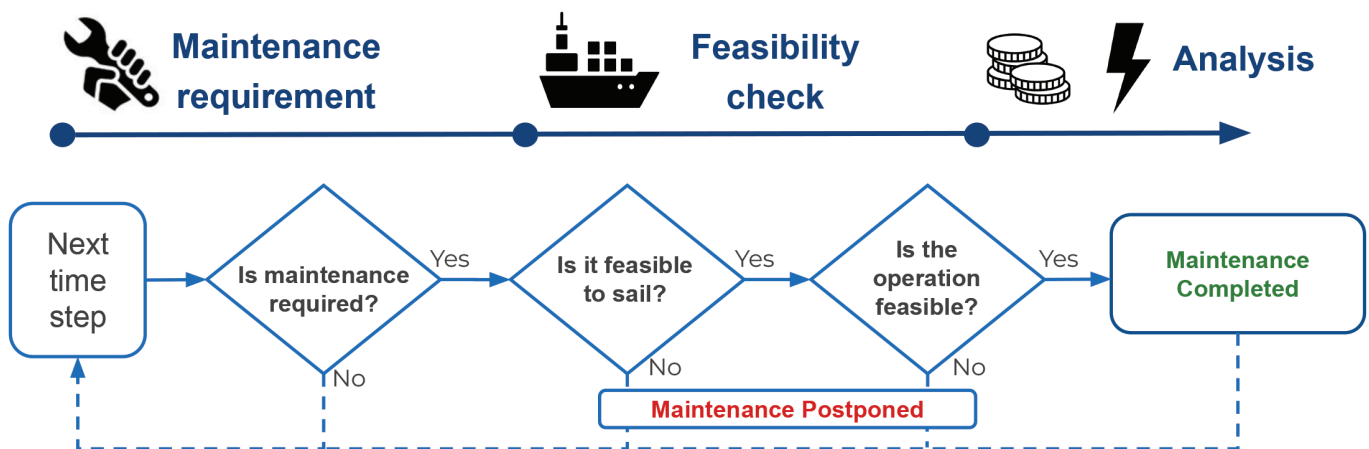 Maintenance
requirement
Feasibility
check
Analysis
Next
time
step
Is maintenance
required?
Yes
No
Is it feasible
to sail?
Yes
No
Is the
operation
feasible?
Yes
No
Maintenance
Completed
Maintenance Postponed